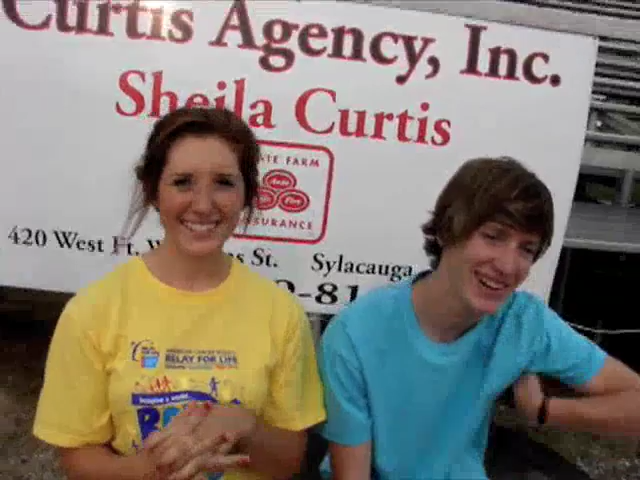 Curtis Agency, Inc.
Sheila Curtis
STATE FARM
INSURANCE
420 West Ft. St. Sylacauga
RELAY FOR LIFE